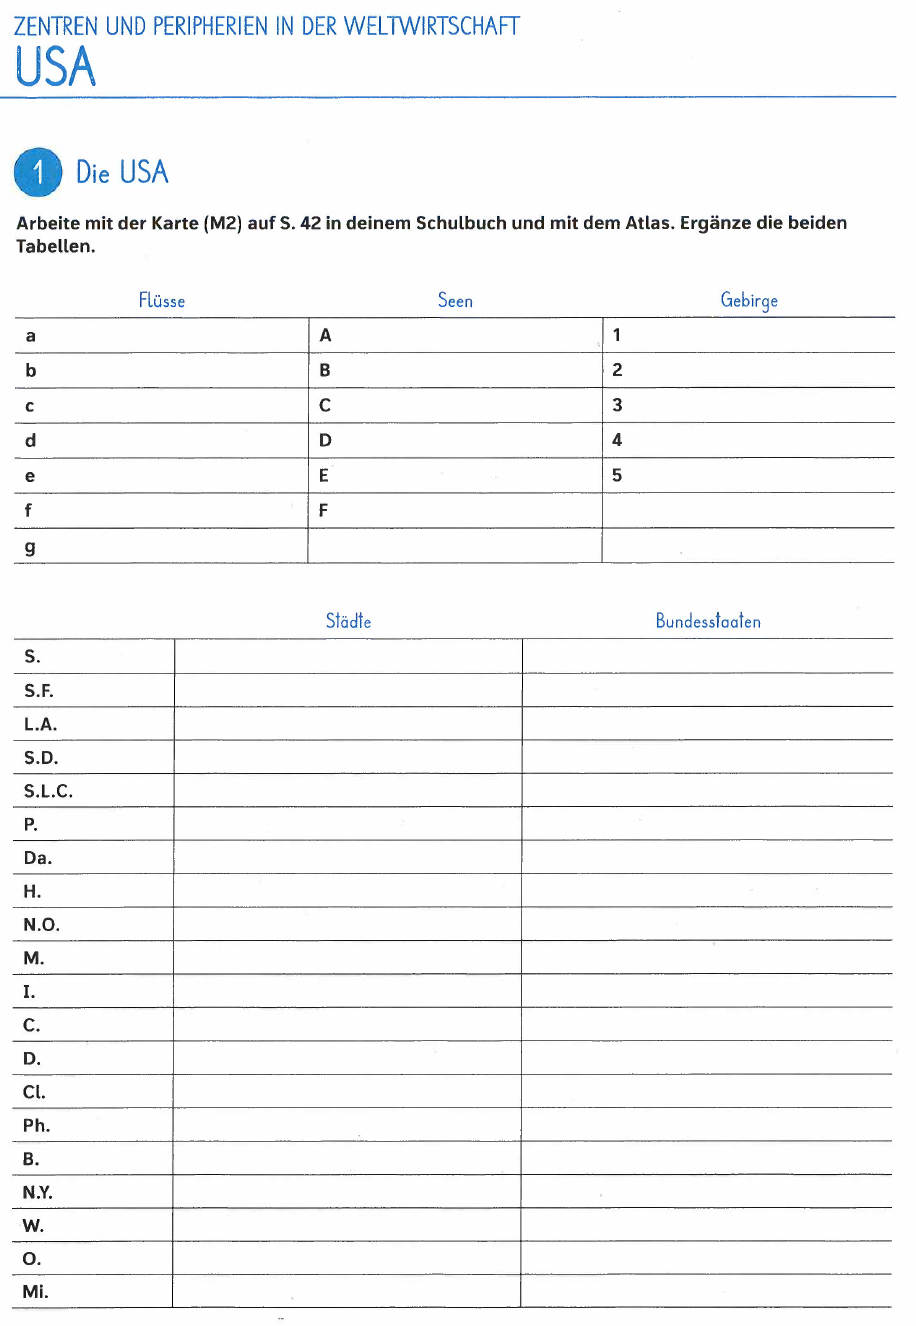 ZENTREN UND PERIPHERIEN IN DER WELTWIRTSCHAFT
USA
1 Die USA
Arbeite mit der Karte (M2) auf S. 42 in deinem Schulbuch und mit dem Atlas. Ergänze die beiden
Tabellen.
Flüsse Seen Gebirge
a A 1
b B 2
c C 3
d D 4
e E 5
f F
g
Städte Bundesstaaten
S.
S.F.
L.A.
S.D.
S.L.C.
P.
Da.
H.
N.O.
M.
I.
C.
D.
Cl.
Ph.
B.
N.Y.
W.
O.
Mi.